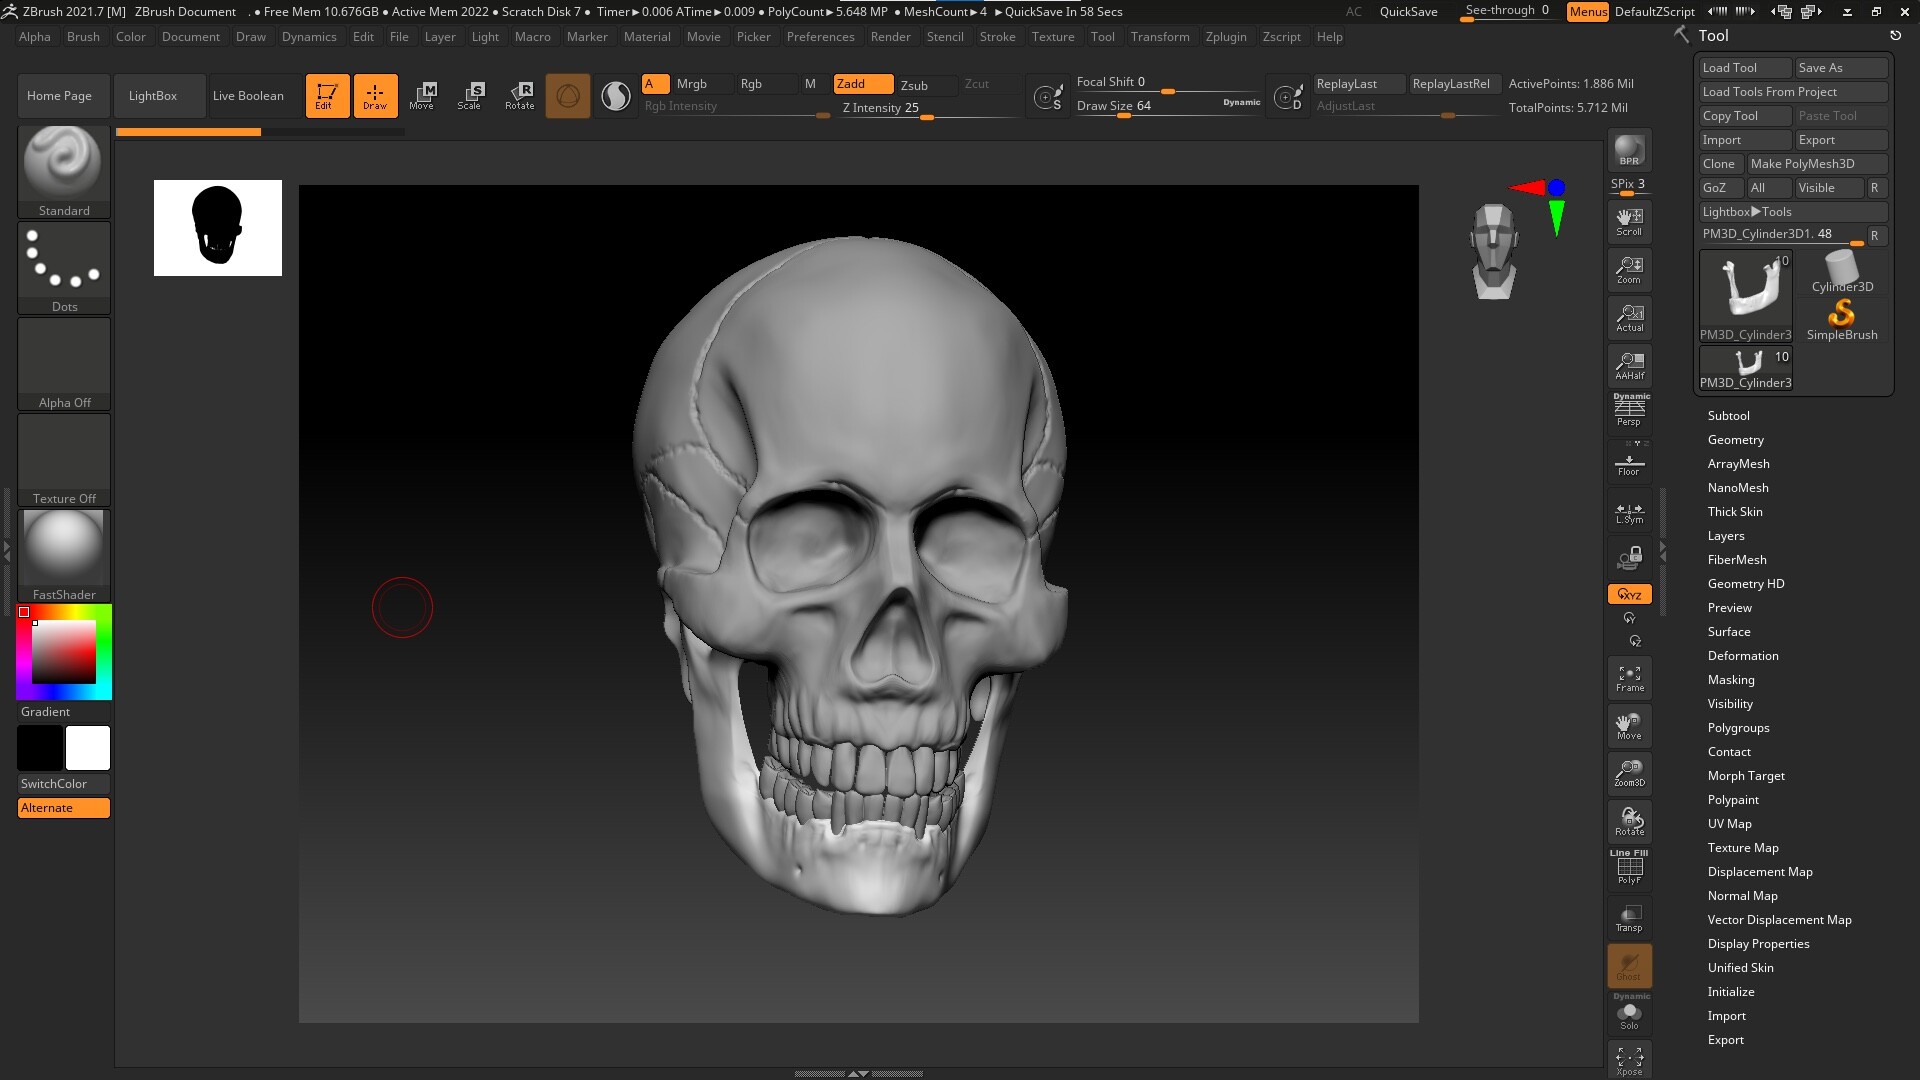 ZBrush 2021.7 [M] ZBrush Document . • Free Mem 10.676GB • Active Mem 2022 • Scratch Disk 7 • Timer►0.006 ATime►0.009 • PolyCount►5.648 MP • MeshCount►4 ►QuickSave In 58 Secs AC QuickSave See-through 0 Menus DefaultZScript
Alpha Brush Color Document Draw Dynamics Edit File Layer Light Macro Marker Material Movie Picker Preferences Render Stencil Stroke Texture Tool Transform Zplugin Zscript Help
Home Page LightBox Live Boolean Edit Draw Move Scale Rotate
A Mrgb Rgb M Zadd Zsub Zcut
Rgb Intensity Z Intensity 25
S
Focal Shift 0
Draw Size 64 Dynamic
D
ReplayLast ReplayLastRel
AdjustLast
ActivePoints: 1.886 Mil
TotalPoints: 5.712 Mil
Standard
Dots
Alpha Off
Texture Off
FastShader
Gradient
SwitchColor
Alternate
BPR
SPix 3
Scroll
Zoom
Actual
AAHalf
Dynamic
Persp
Floor
L.Sym
XYZ
Y
Z
Frame
Move
Zoom3D
Rotate
Line Fill
PolyF
Transp
Ghost
Dynamic
Solo
Xpose
Tool
Load Tool Save As
Load Tools From Project
Copy Tool Paste Tool
Import Export
Clone Make PolyMesh3D
GoZ All Visible R
Lightbox►Tools
PM3D_Cylinder3D1. 48 R
10
Cylinder3D
PM3D_Cylinder3 SimpleBrush
10
PM3D_Cylinder3
Subtool
Geometry
ArrayMesh
NanoMesh
Thick Skin
Layers
FiberMesh
Geometry HD
Preview
Surface
Deformation
Masking
Visibility
Polygroups
Contact
Morph Target
Polypaint
UV Map
Texture Map
Displacement Map
Normal Map
Vector Displacement Map
Display Properties
Unified Skin
Initialize
Import
Export